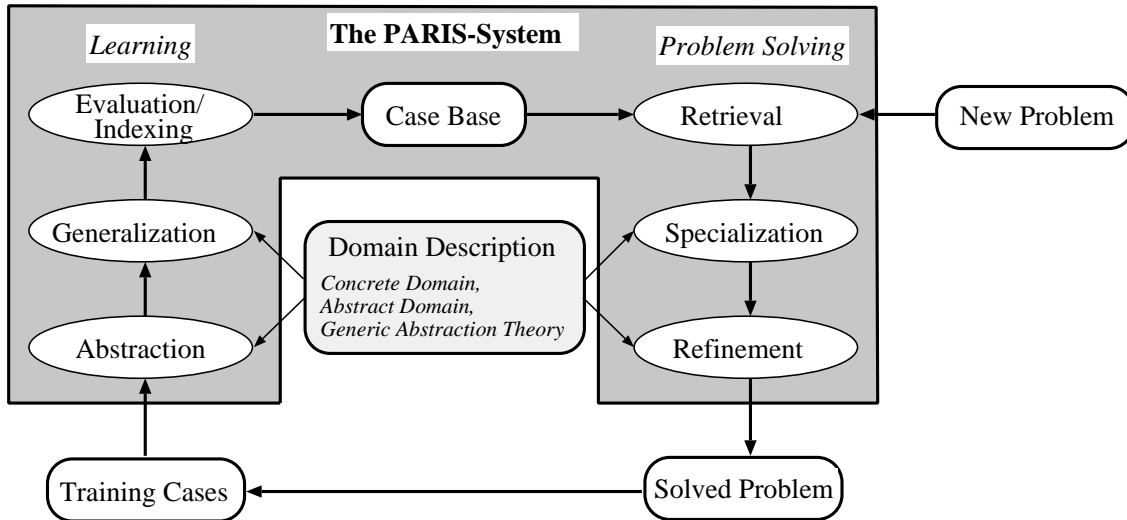 The PARIS-System
Learning
Problem Solving
Evaluation/
Indexing
Case Base
Retrieval
New Problem
Generalization
Domain Description
Concrete Domain,
Abstract Domain,
Generic Abstraction Theory
Specialization
Abstraction
Refinement
Training Cases
Solved Problem